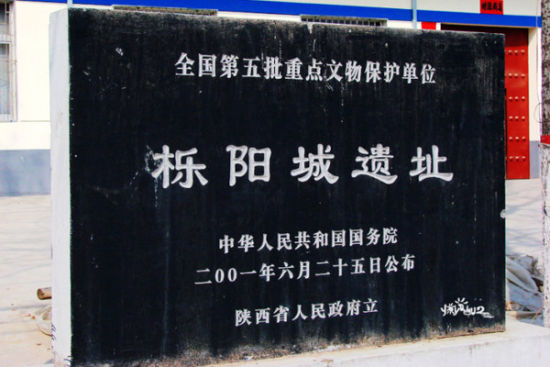 全国第五批重点文物保护单位
栎阳城遗址
中华人民共和国国务院
二00一年六月二十五日公布
陕西省人民政府立